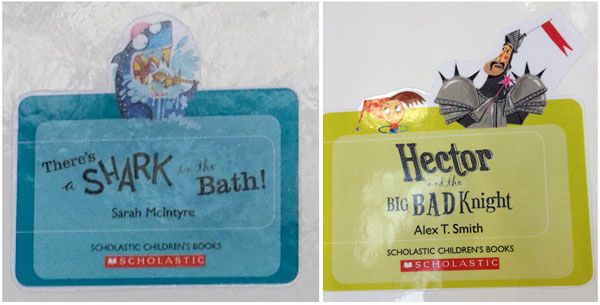 There's
a SHARK in the
Bath!
Sarah McIntyre
SCHOLASTIC CHILDREN'S BOOKS
SCHOLASTIC
Hector
and the
BIG BAD Knight
Alex T. Smith
SCHOLASTIC CHILDREN'S BOOKS
SCHOLASTIC